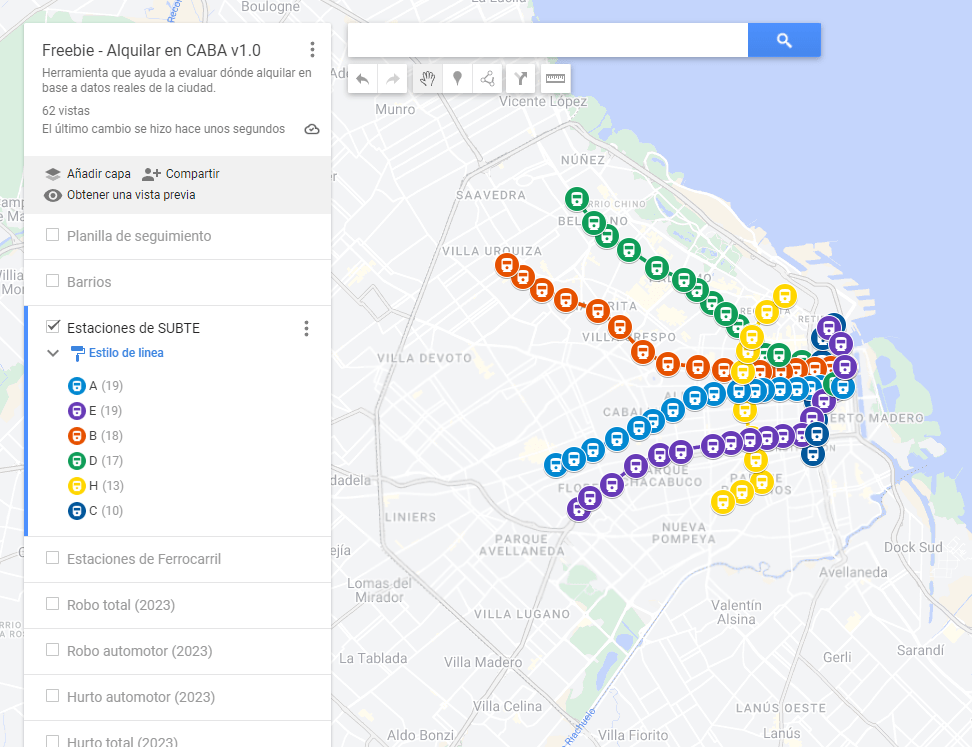 Boulogne
La Lucila
Freebie - Alquilar en CABA v1.0
Herramienta que ayuda a evaluar dónde alquilar en
base a datos reales de la ciudad.
62 vistas
El último cambio se hizo hace unos segundos
Añadir capa
Compartir
Obtener una vista previa
Planilla de seguimiento
Barrios
Estaciones de SUBTE
Estilo de línea
A (19)
E (19)
B (18)
D (17)
H (13)
C (10)
Estaciones de Ferrocarril
Robo total (2023)
Robo automotor (2023)
Hurto automotor (2023)
Hurto total (2023)
Munro
Vicente López
NÚÑEZ
SAAVEDRA
BARRIO CHINO
BELGRANO
VILLA URQUIZA
PALERMO
RECOLETA
RETIRO
VILLA CRESPO
VILLA DEVOTO
CABALLITO
PUERTO MADERO
PARQUE
CHACABUCO
FLORES
PARQUE
PATRICIOS
LINIERS
PARQUE
AVELLANEDA
NUEVA
POMPEYA
Dock Sud
Avellaneda
Lomas del
Mirador
VILLA LUGANO
Valentín
Alsina
La Tablada
Villa Madero
Gerli
Sarandí
Villa Celina
LANÚS OESTE
Aldo Bonzi
Riachuelo
Villa Fiorito
Lanús